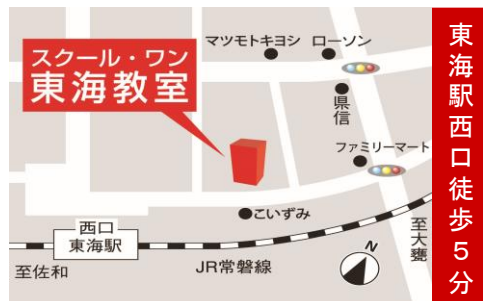 スクール・ワン
東海教室
マツモトキヨシ
ローソン
県信
ファミリーマート
こいずみ
西口
東海駅
至佐和
JR常磐線
至大甕
N
東海駅西口徒歩5分